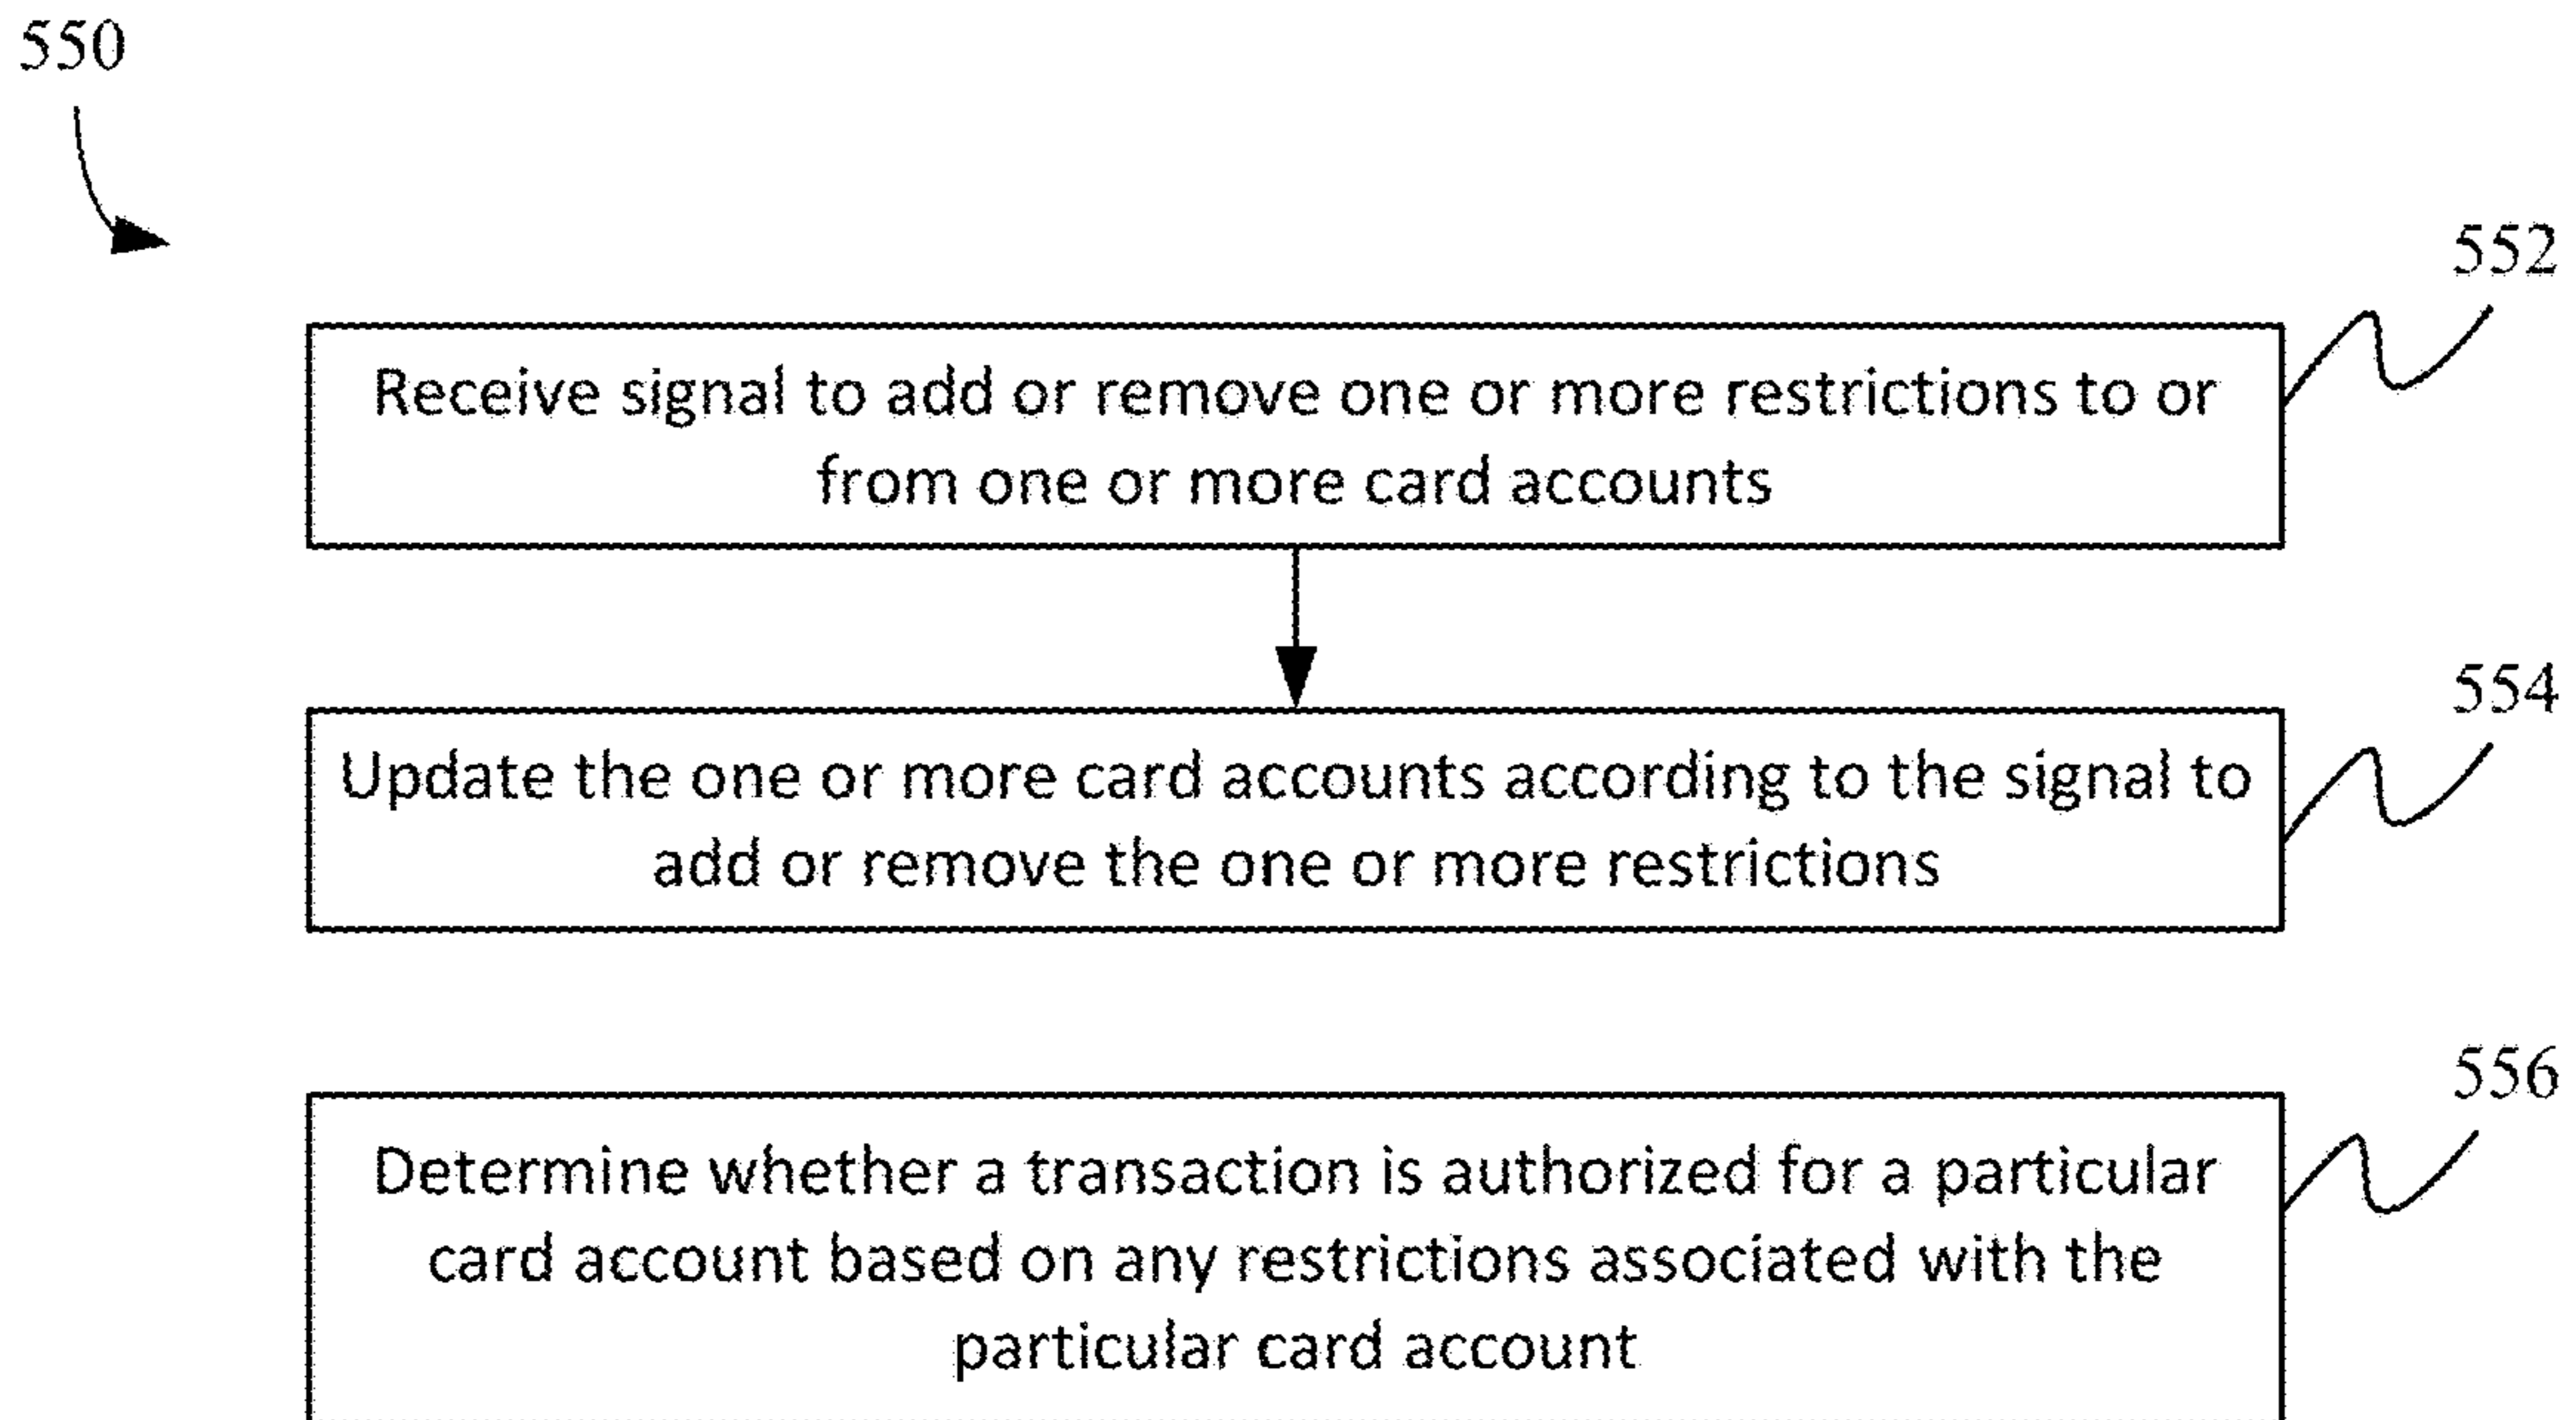 550
552
Receive signal to add or remove one or more restrictions to or
from one or more card accounts
554
Update the one or more card accounts according to the signal to
add or remove the one or more restrictions
556
Determine whether a transaction is authorized for a particular
card account based on any restrictions associated with the
particular card account